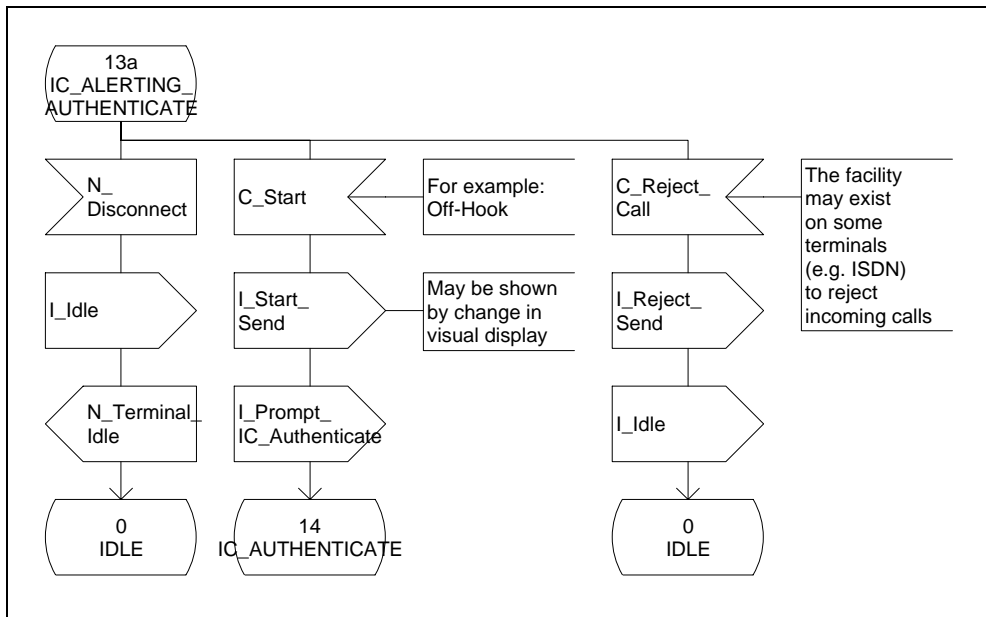 13a
IC_ALERTING_
AUTHENTICATE
N_
Disconnect
C_Start
For example:
Off-Hook
C_Reject_
Call
The facility
may exist
on some
terminals
(e.g. ISDN)
to reject
incoming calls
I_Idle
I_Start_
Send
May be shown
by change in
visual display
I_Reject_
Send
N_Terminal_
Idle
I_Prompt_
IC_Authenticate
I_Idle
0
IDLE
14
IC_AUTHENTICATE
0
IDLE